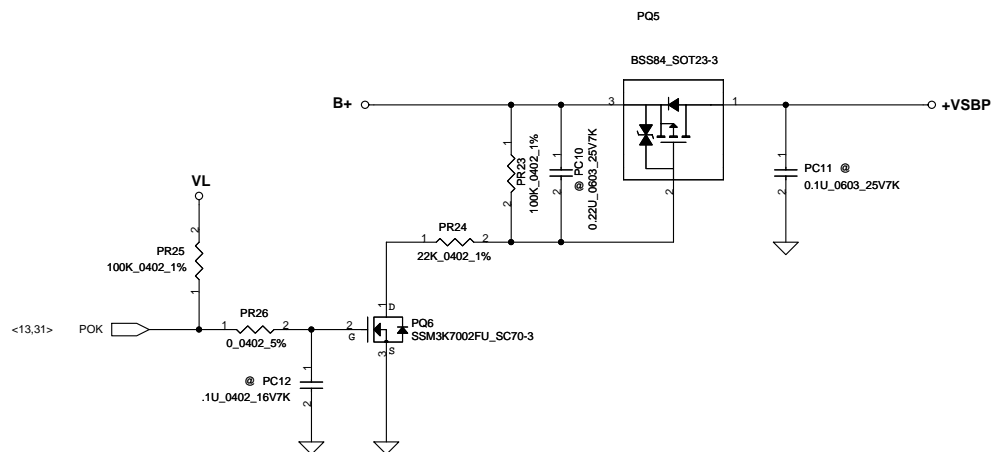 PQ5
BSS84_SOT23-3
B+
3
1
+VSBP
1
PR23
100K_0402_1%
2
1
@ PC10
0.22U_0603_25V7K
2
2
1
PC11 @
0.1U_0603_25V7K
2
VL
2
PR25
100K_0402_1%
1
PR24
1
2
22K_0402_1%
<13,31>
POK
PR26
1
2
0_0402_5%
1
D
2
G
PQ6
SSM3K7002FU_SC70-3
S
3
1
@ PC12
.1U_0402_16V7K
2